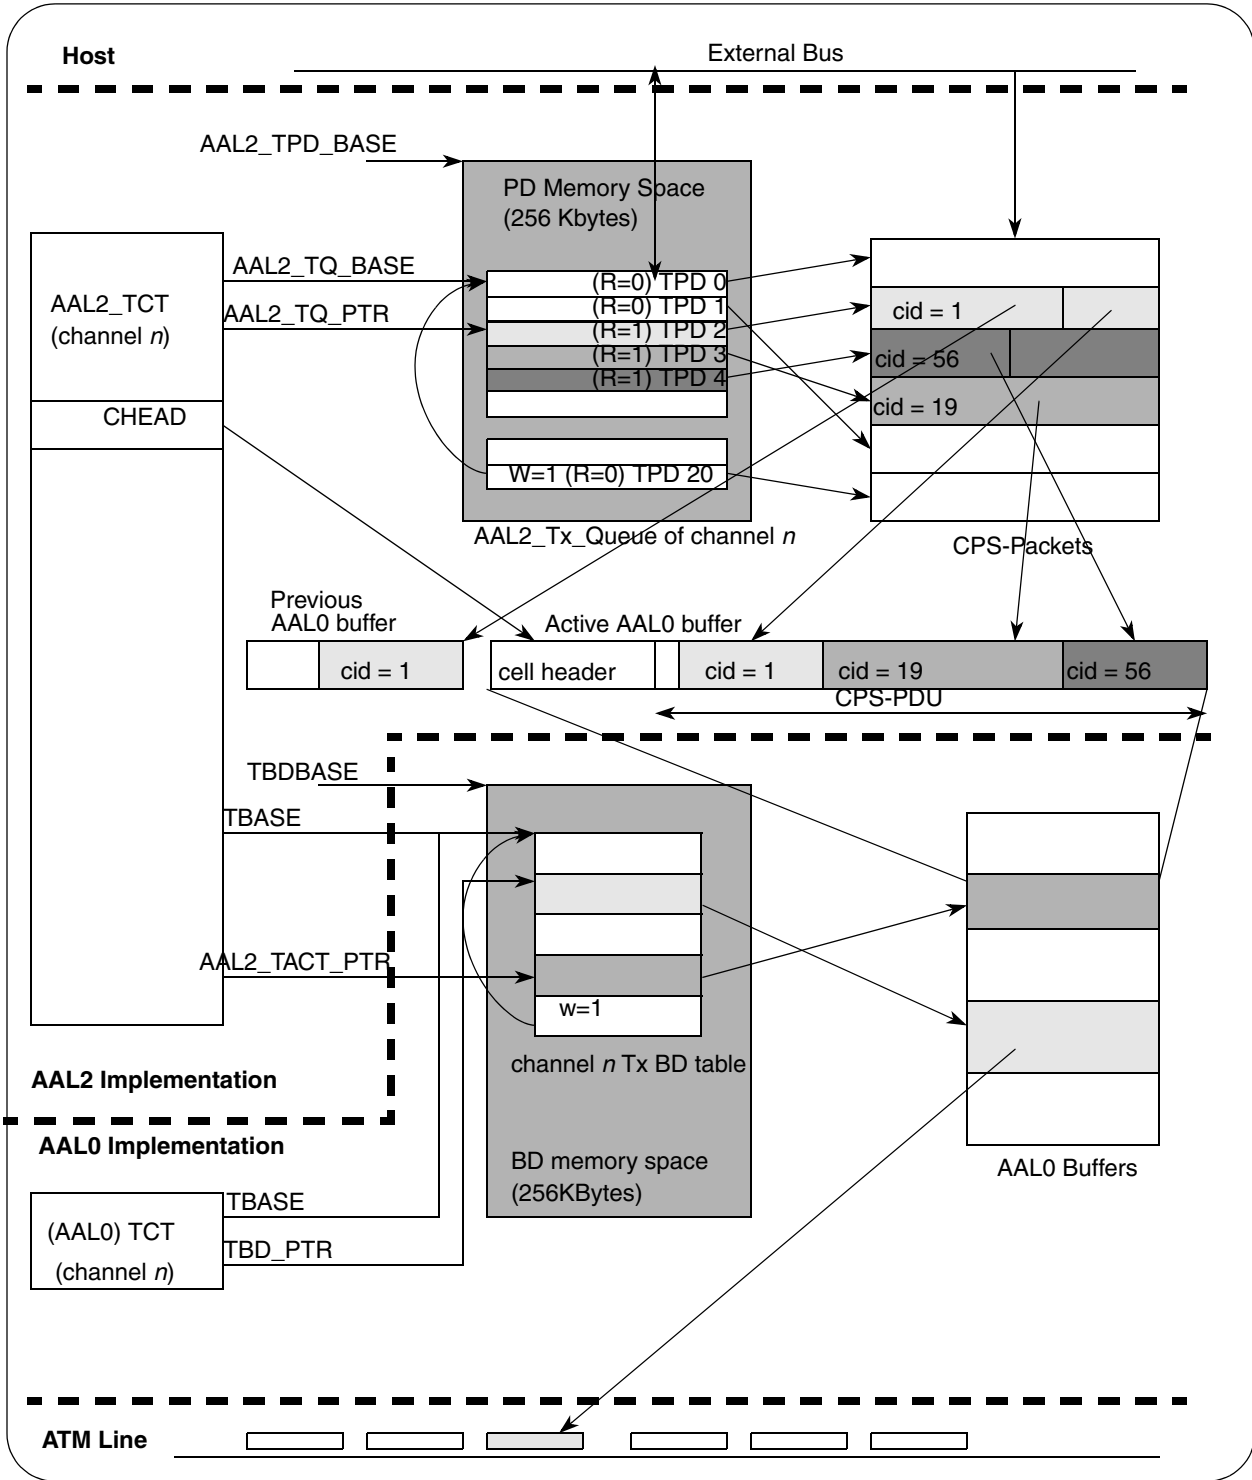 Host
External Bus
AAL2_TPD_BASE
PD Memory Space
(256 Kbytes)
AAL2_TCT
(channel n)
AAL2_TQ_BASE
AAL2_TQ_PTR
(R=0) TPD 0
(R=0) TPD 1
(R=1) TPD 2
(R=1) TPD 3
(R=1) TPD 4
cid = 1
cid = 56
cid = 19
CHEAD
W=1 (R=0) TPD 20
AAL2_Tx_Queue of channel n
CPS-Packets
Previous
AAL0 buffer
Active AAL0 buffer
cid = 1
cell header
cid = 1
cid = 19
cid = 56
CPS-PDU
TBDBASE
TBASE
AAL2_TACT_PTR
w=1
channel n Tx BD table
AAL2 Implementation
AAL0 Implementation
BD memory space
(256KBytes)
AAL0 Buffers
TBASE
(AAL0) TCT
(channel n)
TBD_PTR
ATM Line